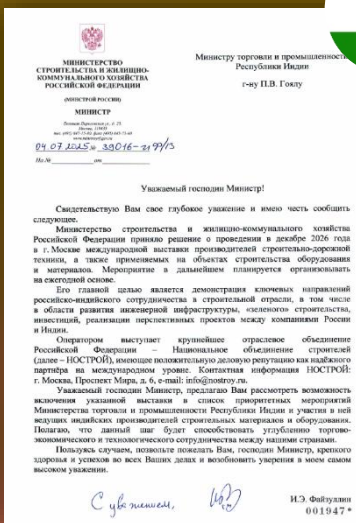 МИНИСТЕРСТВО
СТРОИТЕЛЬСТВА И ЖИЛИЩНО-
КОММУНАЛЬНОГО ХОЗЯЙСТВА
РОССИЙСКОЙ ФЕДЕРАЦИИ
(МИНСТРОЙ РОССИИ)
МИНИСТР
04.07.2025 № 39016-
На № от
Министру торговли и промышленности
Республики Индии
г-ну П.В. Гоялу
Уважаемый господин Министр!
Свидетельствую Вам свое глубокое уважение и имею честь сообщить
следующее.
Министерство строительства и жилищно-коммунального хозяйства
Российской Федерации приняло решение о проведении в декабре 2026 года
в г. Москве международной выставки производителей строительно-дорожной
техники, а также применяемых на объектах строительства оборудования
и материалов. Мероприятие в дальнейшем планируется организовывать
на ежегодной основе.
Его главной целью является демонстрация ключевых направлений
российско-индийского сотрудничества в строительной отрасли, в том числе
в области развития инженерной инфраструктуры, «зеленого» строительства,
инвестиций, реализации перспективных проектов между компаниями России
и Индии.
Оператором выступает крупнейшее отраслевое объединение
Российской Федерации – Национальное объединение строителей
(далее – НОСТРОЙ), имеющее положительную деловую репутацию как надёжного
партнёра на международном уровне. Контактная информация НОСТРОЙ:
г. Москва, Проспект Мира, д. 6, e-mail: info@nostroy.ru.
Уважаемый господин Министр, предлагаю Вам рассмотреть возможность
включения указанной выставки в список приоритетных мероприятий
Министерства торговли и промышленности Республики Индии и участия в ней
ведущих индийских производителей строительных материалов и оборудования.
Полагаю, что данный шаг будет способствовать углублению торгово-
экономического и технологического сотрудничества между нашими странами.
Пользуясь случаем, позвольте пожелать Вам, господин Министр, крепкого
здоровья и успехов во всех Ваших делах и возобновить уверения в моем самом
высоком уважении.
С уважением,
И.Э. Файзуллин
001947*